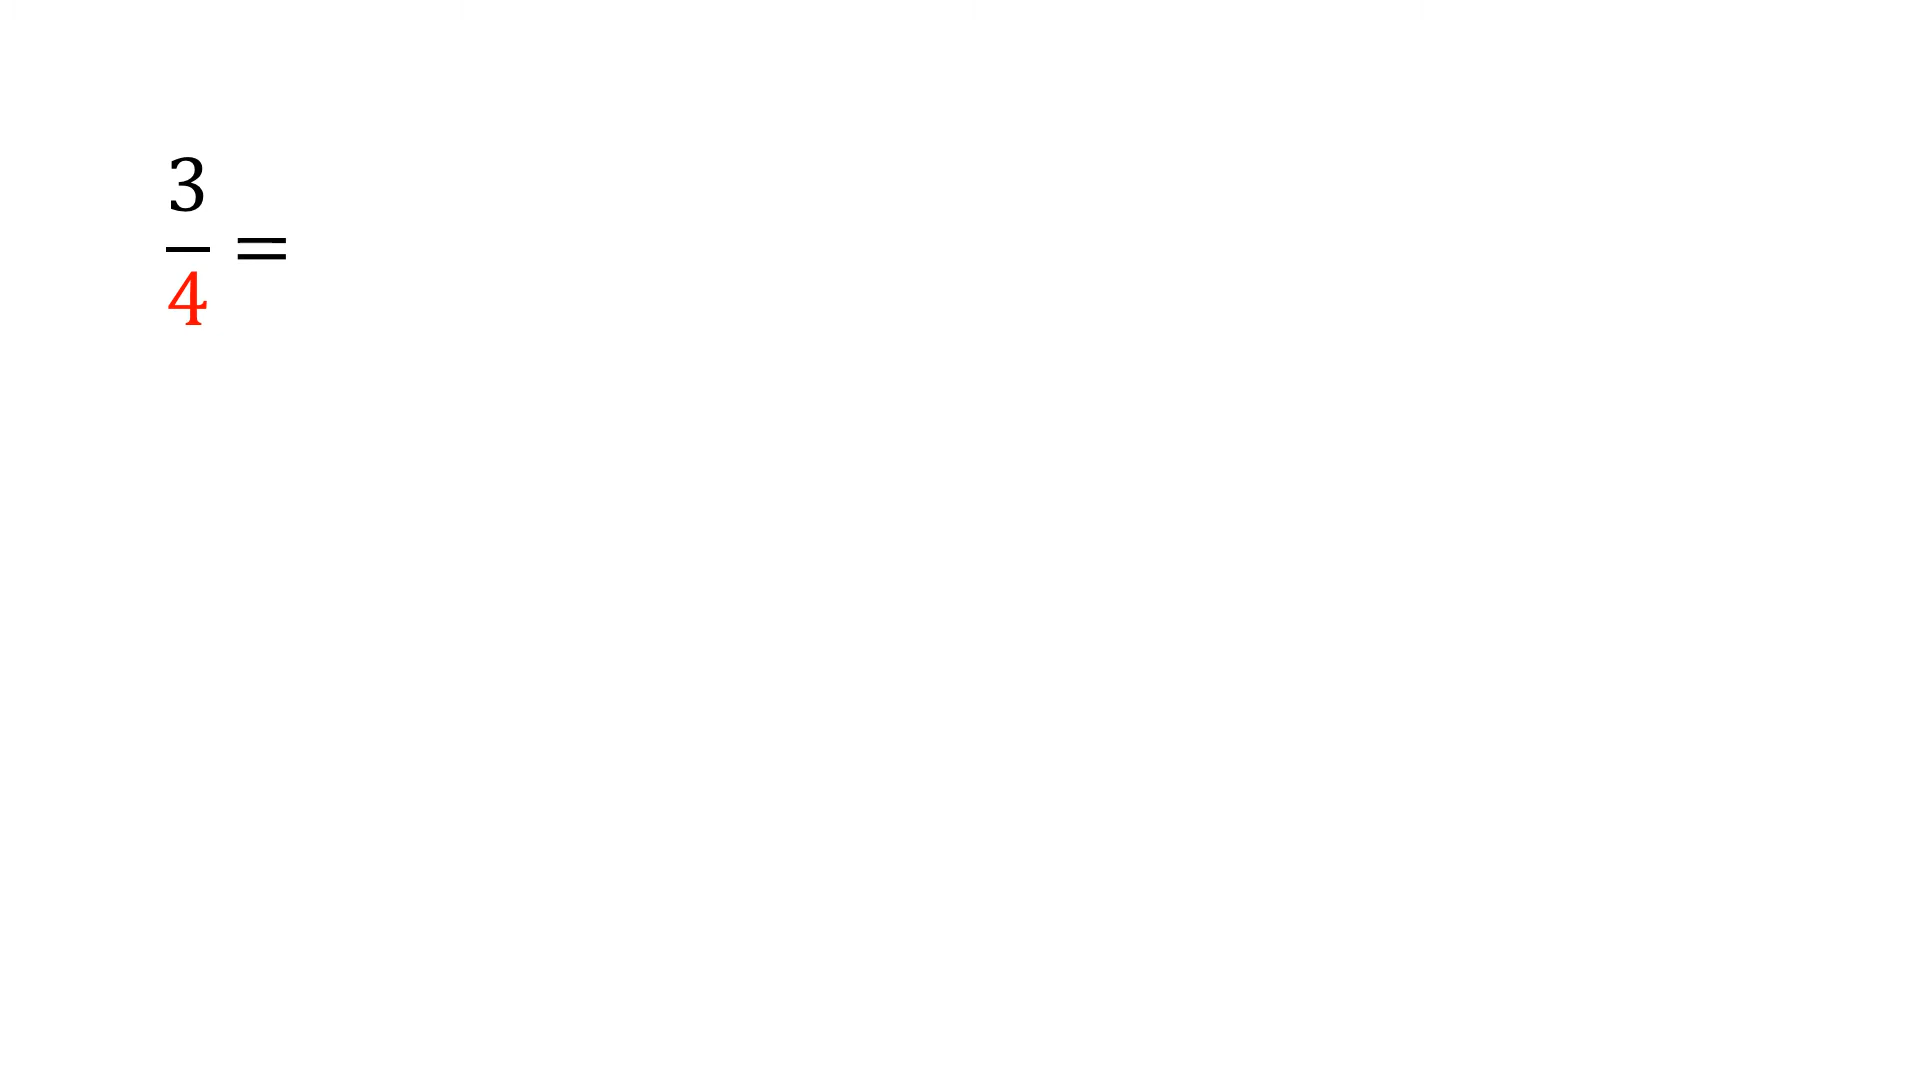 3/4 =